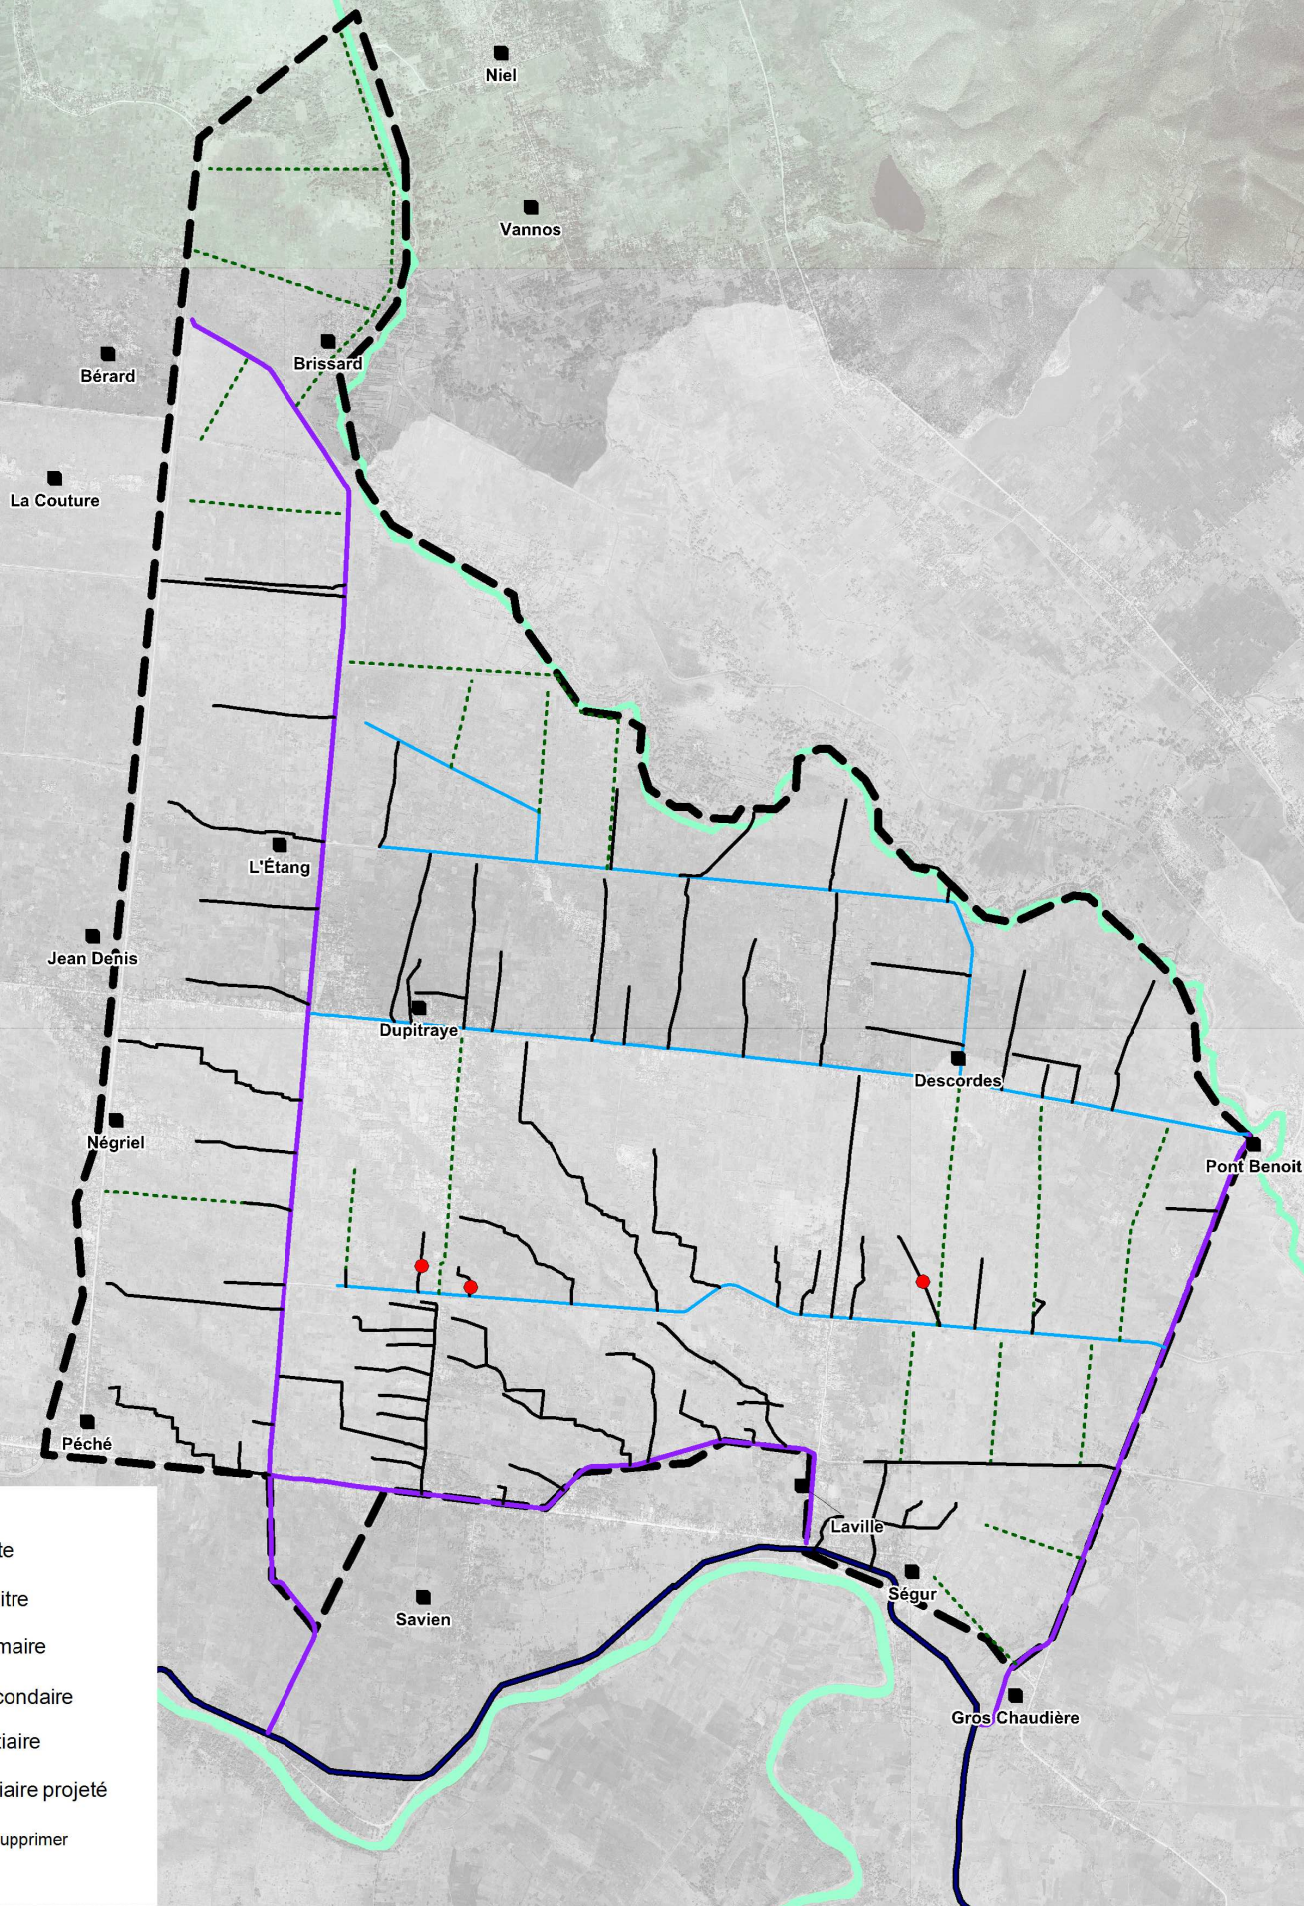 Niel
Vannos
Brissard
Bérard
La Couture
L'Étang
Jean Denis
Dupitraye
Descordes
Négriel
Pont Benoit
Péché
Laville
Ségur
Savien
Gros Chaudière
te
itre
maire
condaire
tiaire
iaire projeté
upprimer